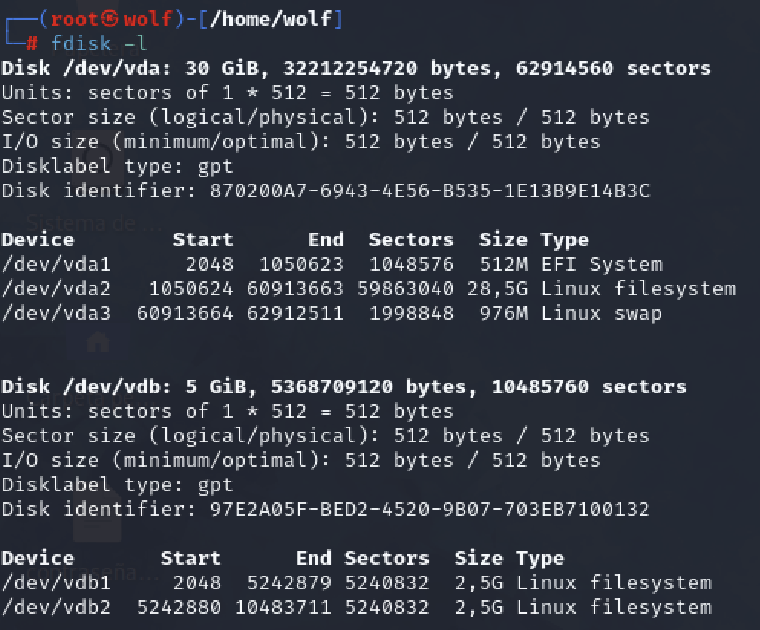 ┌──(root㉿wolf)-[/home/wolf]
└─# fdisk -l
Disk /dev/vda: 30 GiB, 32212254720 bytes, 62914560 sectors
Units: sectors of 1 * 512 = 512 bytes
Sector size (logical/physical): 512 bytes / 512 bytes
I/O size (minimum/optimal): 512 bytes / 512 bytes
Disklabel type: gpt
Disk identifier: 870200A7-6943-4E56-B535-1E13B9E14B3C
Sistema de ...
Device        Start      End  Sectors  Size Type
/dev/vda1      2048  1050623  1048576  512M EFI System
/dev/vda2   1050624 60913663 59863040 28,5G Linux filesystem
/dev/vda3  60913664 62912511  1998848  976M Linux swap
Disk /dev/vdb: 5 GiB, 5368709120 bytes, 10485760 sectors
Units: sectors of 1 * 512 = 512 bytes
Sector size (logical/physical): 512 bytes / 512 bytes
I/O size (minimum/optimal): 512 bytes / 512 bytes
Disklabel type: gpt
Disk identifier: 97E2A05F-BED2-4520-9B07-703EB7100132
Device       Start      End Sectors  Size Type
/dev/vdb1     2048  5242879 5240832  2,5G Linux filesystem
/dev/vdb2  5242880 10483711 5240832  2,5G Linux filesystem